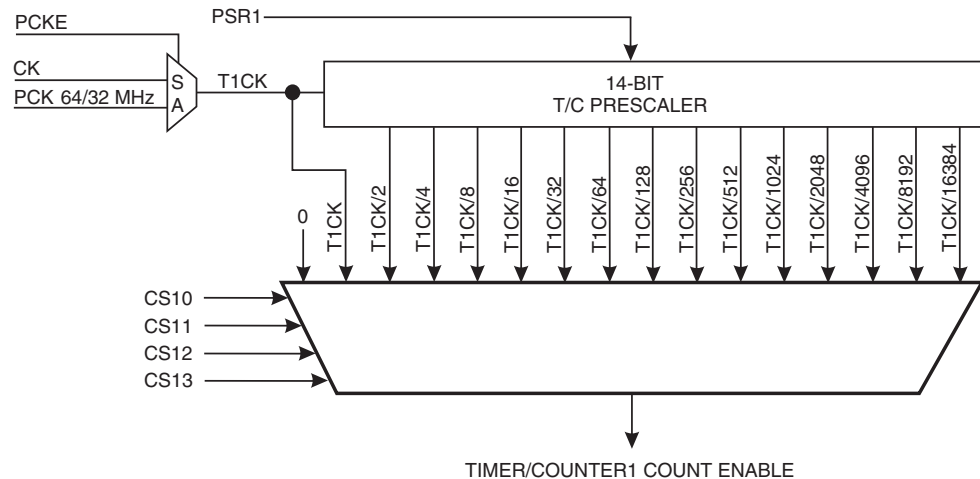 PSR1
PCKE
CK
PCK 64/32 MHz
S
A
T1CK
14-BIT
T/C PRESCALER
0
T1CK
T1CK/2
T1CK/4
T1CK/8
T1CK/16
T1CK/32
T1CK/64
T1CK/128
T1CK/256
T1CK/512
T1CK/1024
T1CK/2048
T1CK/4096
T1CK/8192
T1CK/16384
CS10
CS11
CS12
CS13
TIMER/COUNTER1 COUNT ENABLE